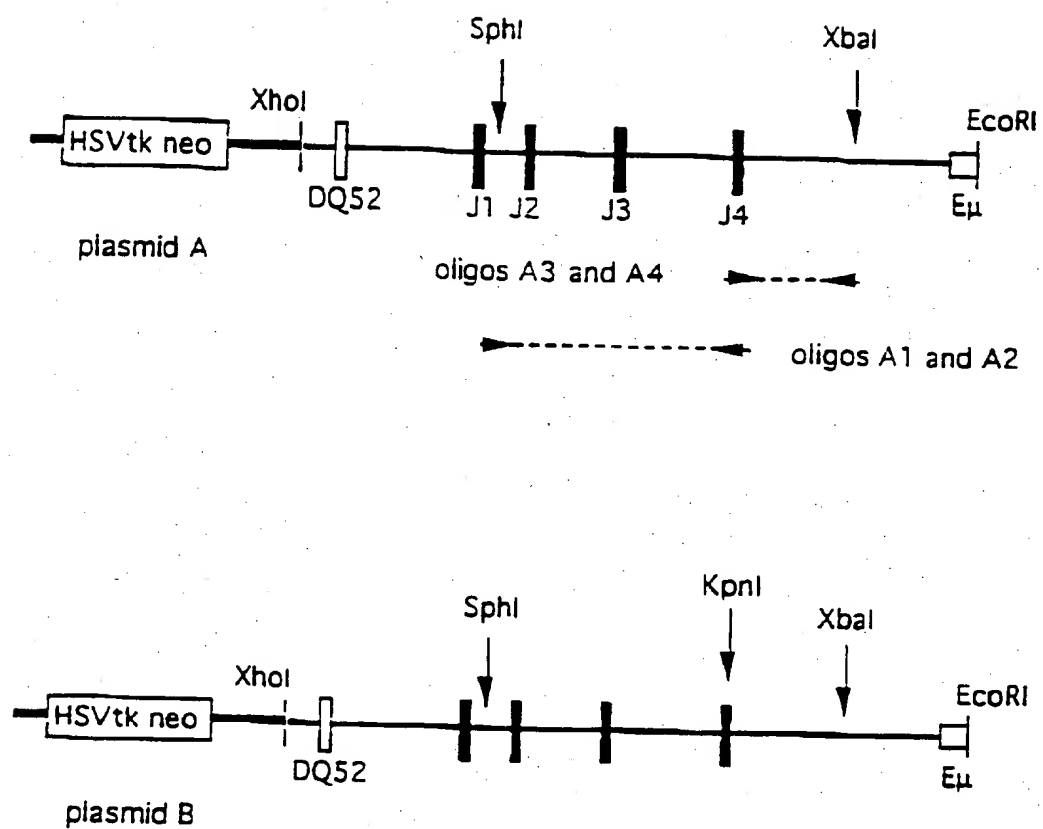 SphI
XbaI
XhoI
EcoRI
HSVtk neo
DQ52
J1 J2 J3 J4
Eμ
plasmid A
oligos A3 and A4
oligos A1 and A2
KpnI
SphI
XbaI
XhoI
EcoRI
HSVtk neo
DQ52
Eμ
plasmid B